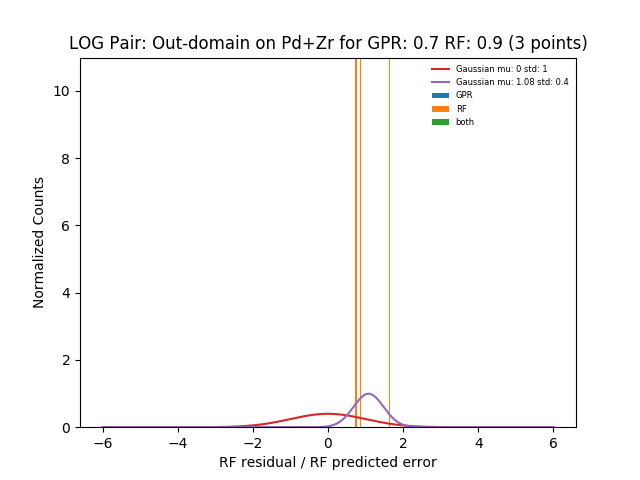 LOG Pair: Out-domain on Pd+Zr for GPR: 0.7 RF: 0.9 (3 points)
Gaussian mu: 0 std: 1
Gaussian mu: 1.08 std: 0.4
GPR
RF
both
Normalized Counts
10
8
6
4
2
0
−6 −4 −2 0 2 4 6
RF residual / RF predicted error